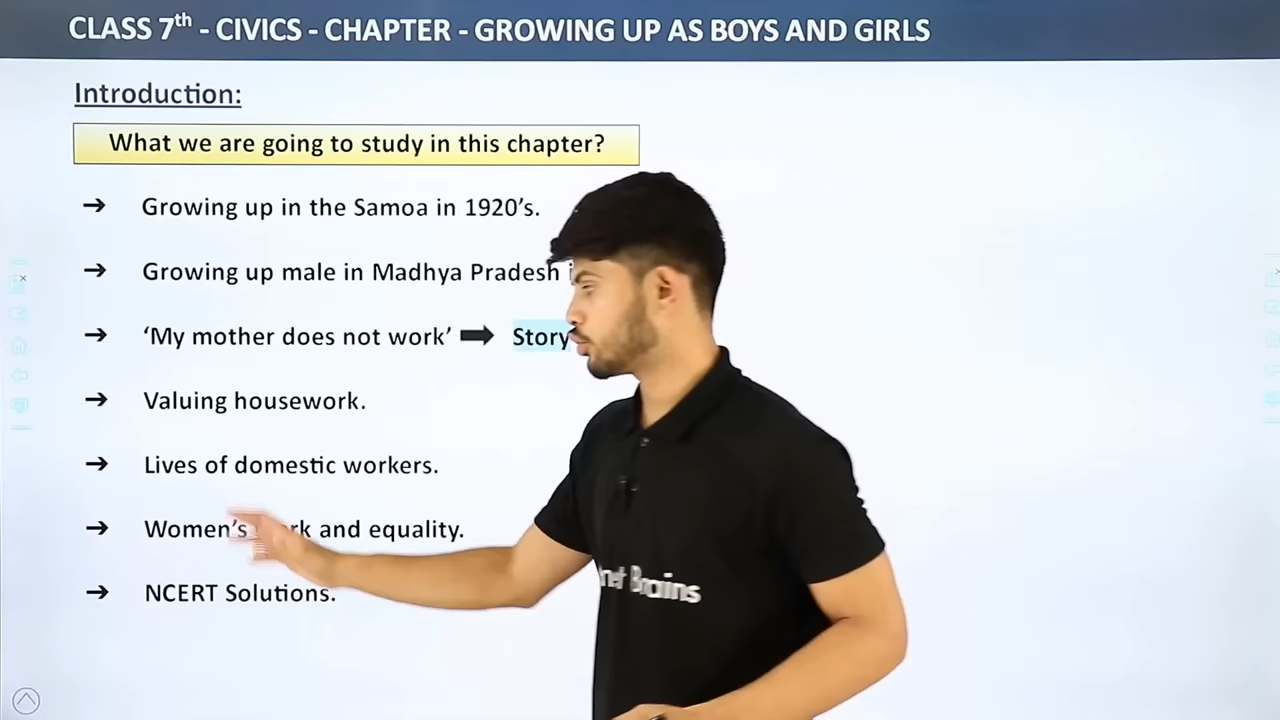 CLASS 7th - CIVICS - CHAPTER - GROWING UP AS BOYS AND GIRLS
Introduction:
What we are going to study in this chapter?
➔ Growing up in the Samoa in 1920’s.
➔ Growing up male in Madhya Pradesh
➔ ‘My mother does not work’ ➡ Story
➔ Valuing housework.
➔ Lives of domestic workers.
➔ Women’s and equality.
➔ NCERT Solutions.
Brains